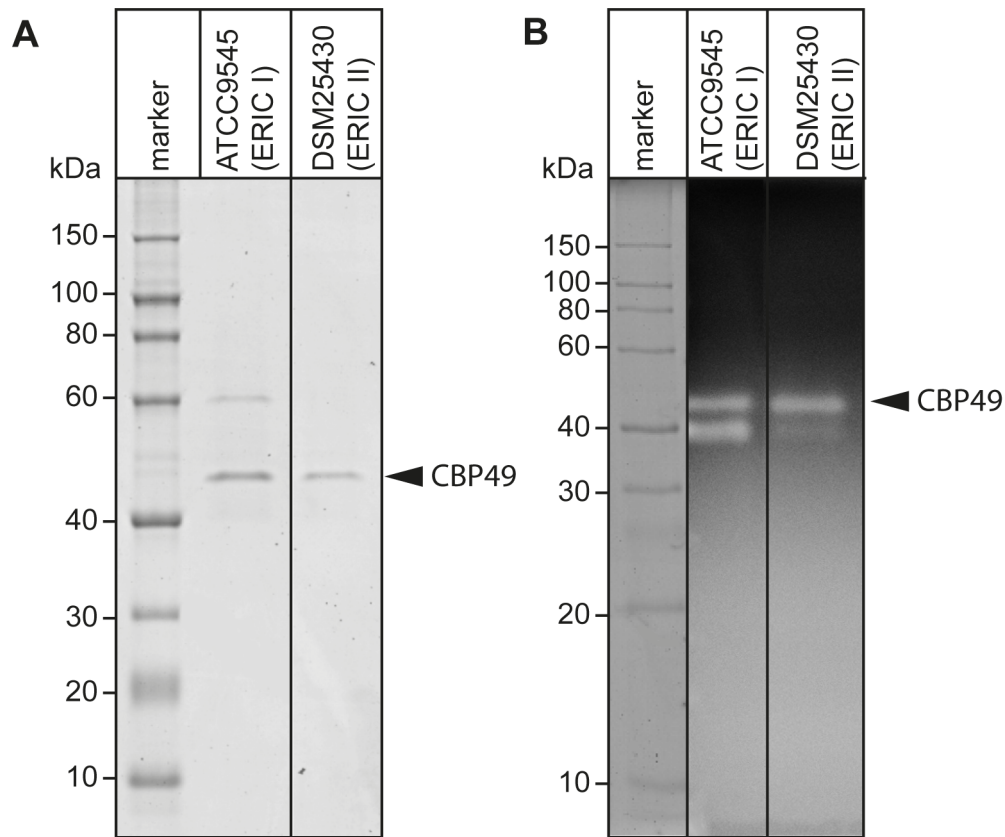 A
kDa
marker
ATCC9545
(ERIC I)
DSM25430
(ERIC II)
150
100
80
60
40
30
20
10
CBP49
B
kDa
marker
ATCC9545
(ERIC I)
DSM25430
(ERIC II)
150
100
80
60
40
30
20
10
CBP49